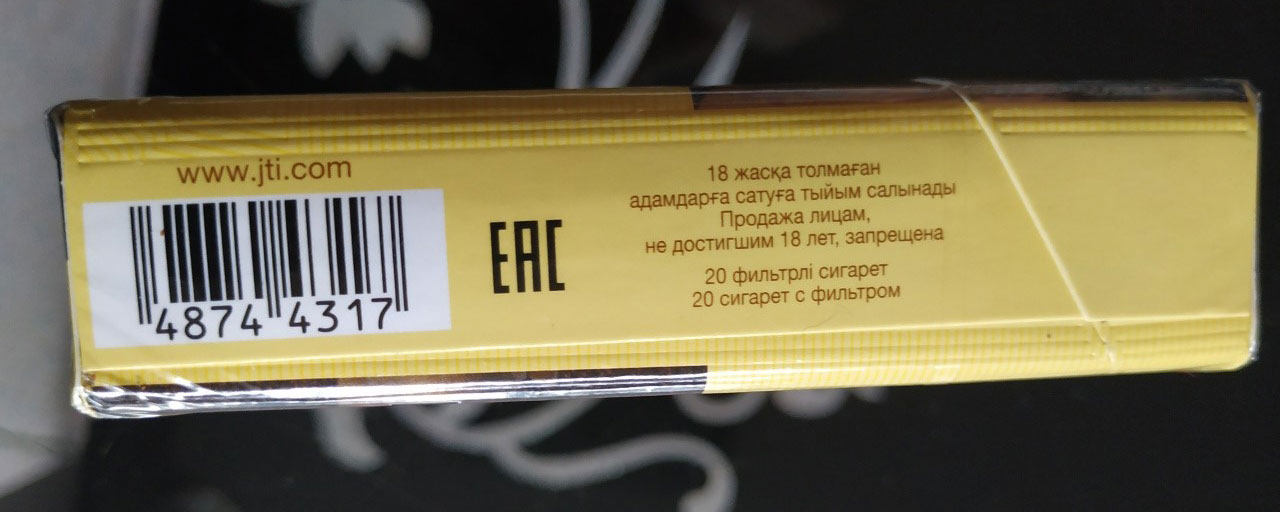 www.jti.com
4874 4317
EAC
18 жасқа толмаған
адамдарға сатуға тыйым салынады
Продажа лицам,
не достигшим 18 лет, запрещена
20 фильтрлі сигарет
20 сигарет с фильтром